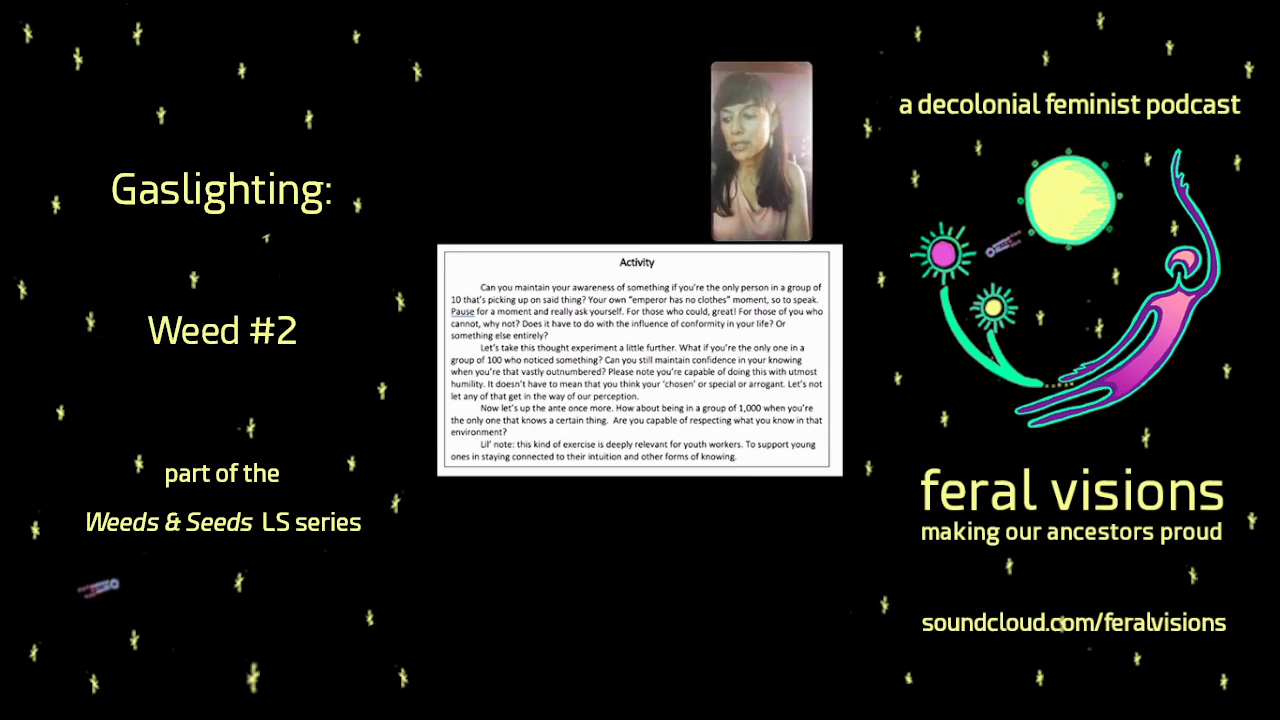 Gaslighting:
Weed #2
part of the
Weeds & Seeds LS series
Activity
Can you maintain your awareness of something if you're the only person in a group of
10 that's picking up on said thing? Your own "emperor has no clothes" moment, so to speak.
Pause for a moment and really ask yourself. For those who could, great! For those of you who
cannot, why not? Does it have to do with the influence of conformity in your life? Or
something else entirely?
Let's take this thought experiment a little further. What if you're the only one in a
group of 100 who noticed something? Can you still maintain confidence in your knowing
when you're that vastly outnumbered? Please note you're capable of doing this with utmost
humility. It doesn't have to mean that you think your 'chosen' or special or arrogant. Let's not
let any of that get in the way of our perception.
Now let's up the ante once more. How about being in a group of 1,000 when you're
the only one that knows a certain thing. Are you capable of respecting what you know in that
environment?
Lil' note: this kind of exercise is deeply relevant for youth workers. To support young
ones in staying connected to their intuition and other forms of knowing.
a decolonial feminist podcast
feral visions
making our ancestors proud
soundcloud.com/feralvisions